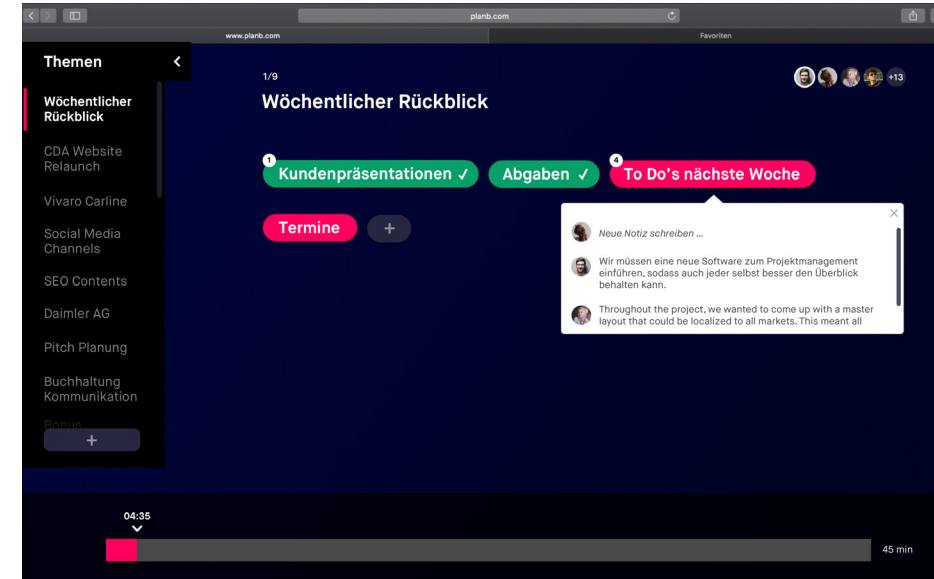 planb.com
www.planb.com
Favoriten
Themen
Wöchentlicher
Rückblick
CDA Website
Relaunch
Vivaro Carline
Social Media
Channels
SEO Contents
Daimler AG
Pitch Planung
Buchhaltung
Kommunikation
Bonus
+
1/9
+13
Wöchentlicher Rückblick
1
Kundenpräsentationen ✓
Abgaben ✓
4
To Do's nächste Woche
Termine
+
Neue Notiz schreiben ...
Wir müssen eine neue Software zum Projektmanagement
einführen, sodass auch jeder selbst besser den Überblick
behalten kann.
Throughout the project, we wanted to come up with a master
layout that could be localized to all markets. This meant all
04:35
45 min